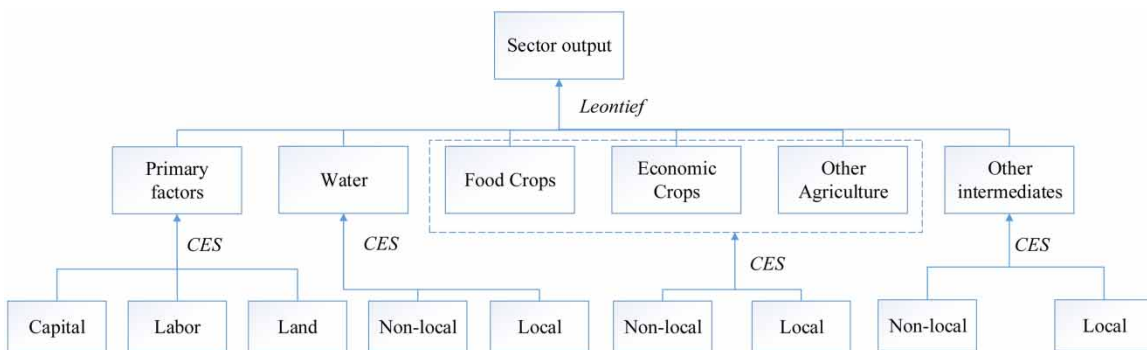 Sector output
Leontief
Primary
factors
Water
Food Crops
Economic
Crops
Other
Agriculture
Other
intermediates
CES
CES
CES
CES
Capital
Labor
Land
Non-local
Local
Non-local
Local
Non-local
Local